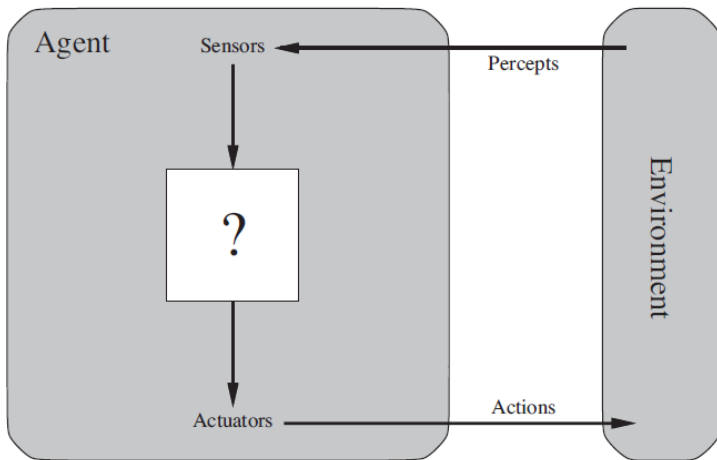 Agent
Sensors
Percepts
?
Environment
Actuators
Actions